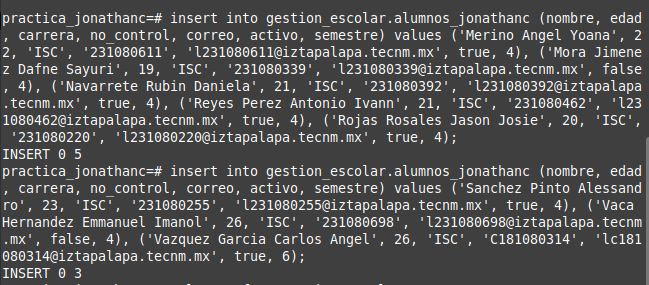 practica_jonathanc=# insert into gestion_escolar.alumnos_jonathanc (nombre, edad
, carrera, no_control, correo, activo, semestre) values ('Merino Angel Yoana', 2
2, 'ISC', '231080611', 'l231080611@iztapalapa.tecnm.mx', true, 4), ('Mora Jimene
z Dafne Sayuri', 19, 'ISC', '231080339', 'l231080339@iztapalapa.tecnm.mx', false
, 4), ('Navarrete Rubin Daniela', 21, 'ISC', '231080392', 'l231080392@iztapalapa
.tecnm.mx', true, 4), ('Reyes Perez Antonio Ivann', 21, 'ISC', '231080462', 'l23
1080462@iztapalapa.tecnm.mx', true, 4), ('Rojas Rosales Jason Josie', 20, 'ISC',
 '231080220', 'l231080220@iztapalapa.tecnm.mx', true, 4);
INSERT 0 5
practica_jonathanc=# insert into gestion_escolar.alumnos_jonathanc (nombre, edad
, carrera, no_control, correo, activo, semestre) values ('Sanchez Pinto Alessand
ro', 23, 'ISC', '231080255', 'l231080255@iztapalapa.tecnm.mx', true, 4), ('Vaca
Hernandez Emmanuel Imanol', 26, 'ISC', '231080698', 'l231080698@iztapalapa.tecnm
.mx', false, 4), ('Vazquez Garcia Carlos Angel', 26, 'ISC', 'C181080314', 'lc181
080314@iztapalapa.tecnm.mx', true, 6);
INSERT 0 3